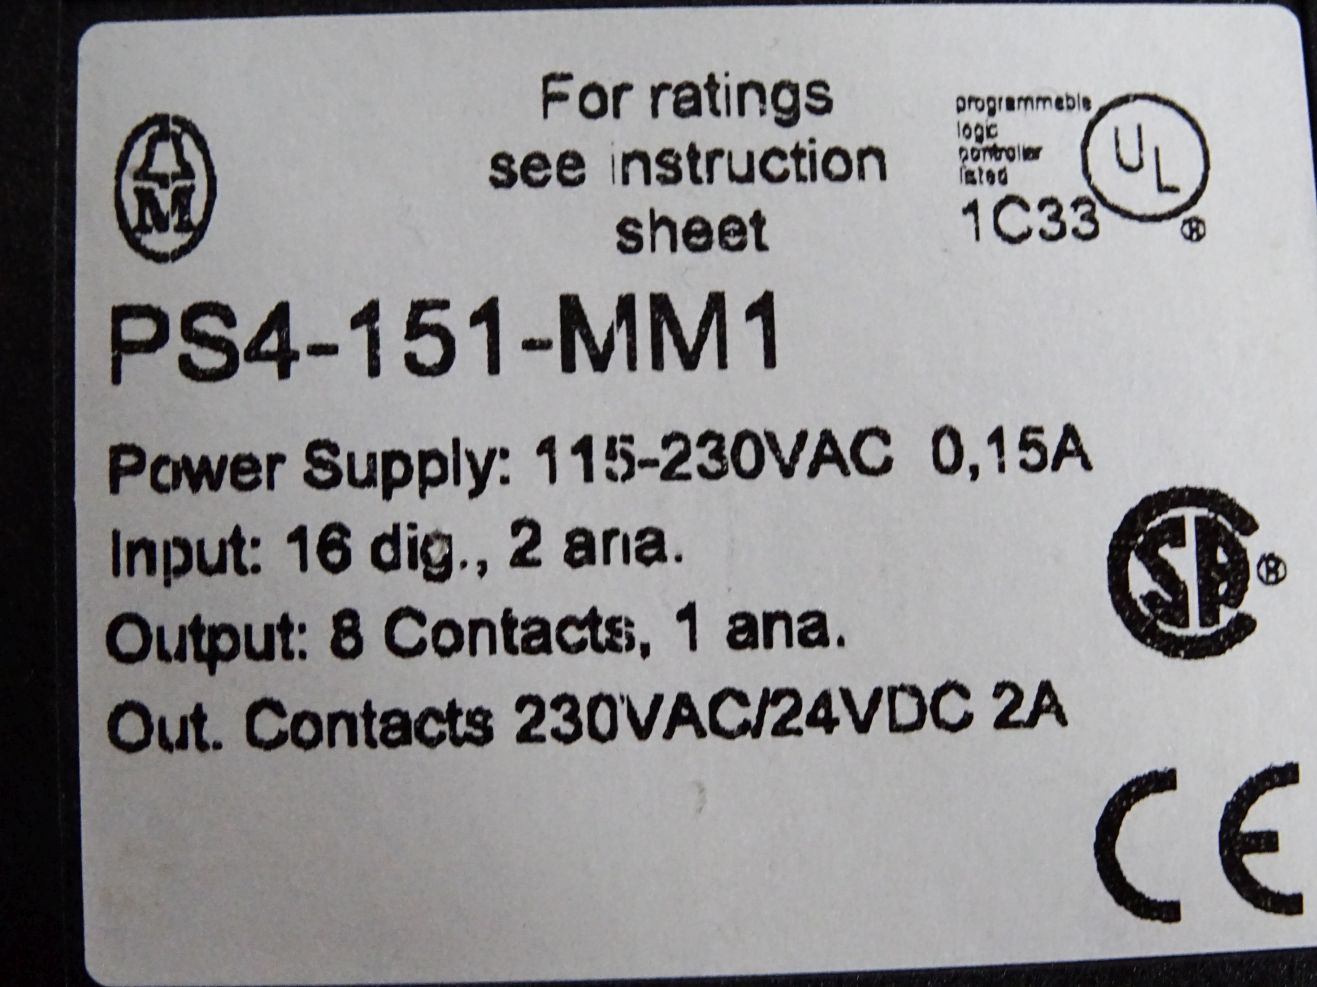 For ratings
see instruction
sheet
programmable
logic
controller
listed
1C33
UL
®
M
PS4-151-MM1
Power Supply: 115-230VAC 0,15A
Input: 16 dig., 2 ana.
Output: 8 Contacts, 1 ana.
Out. Contacts 230VAC/24VDC 2A
®
CE